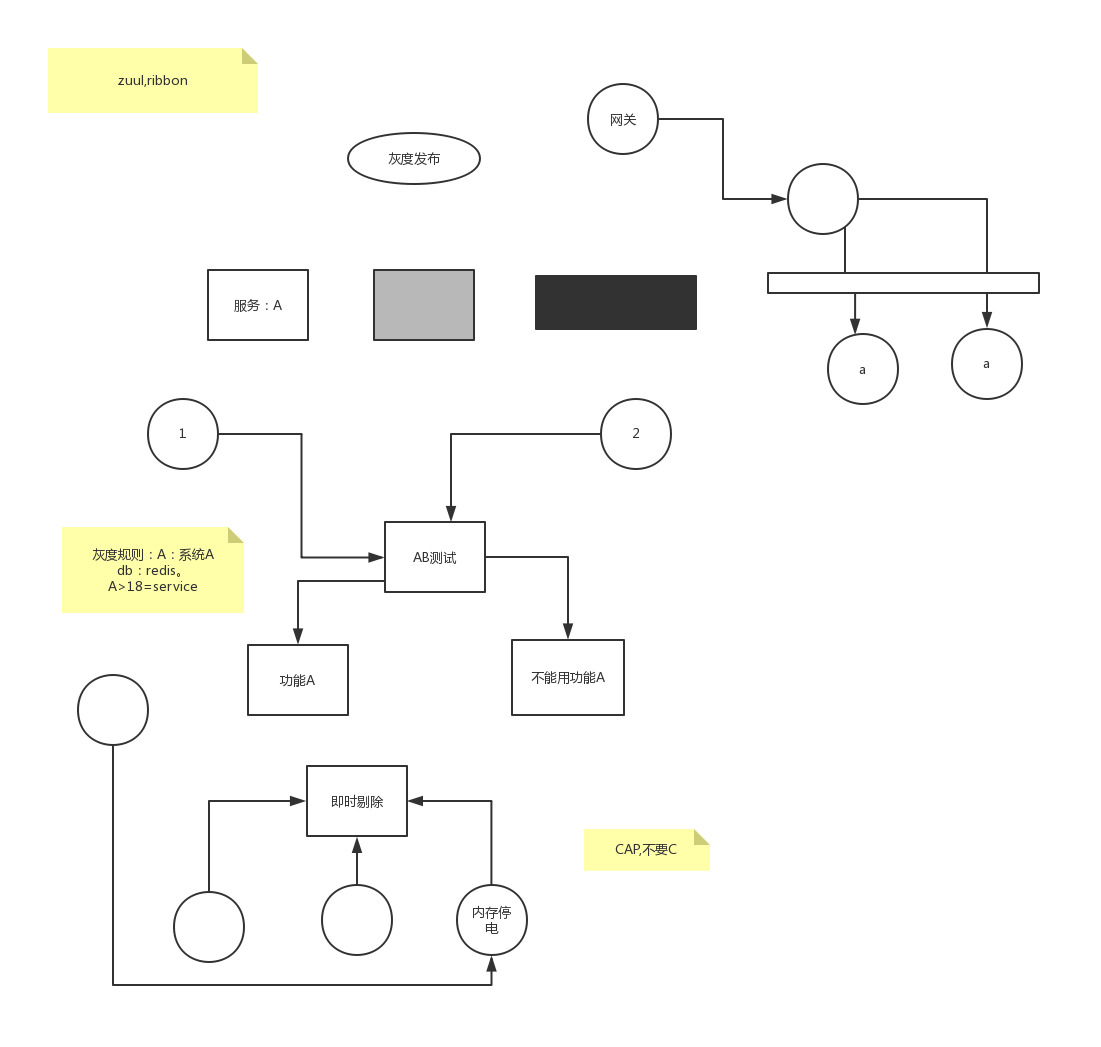 zuul,ribbon
网关
灰度发布
服务：A
a
a
1
2
灰度规则：A：系统A
db：redis。
A>18=service
AB测试
功能A
不能用功能A
即时剔除
CAP,不要C
内存停
电